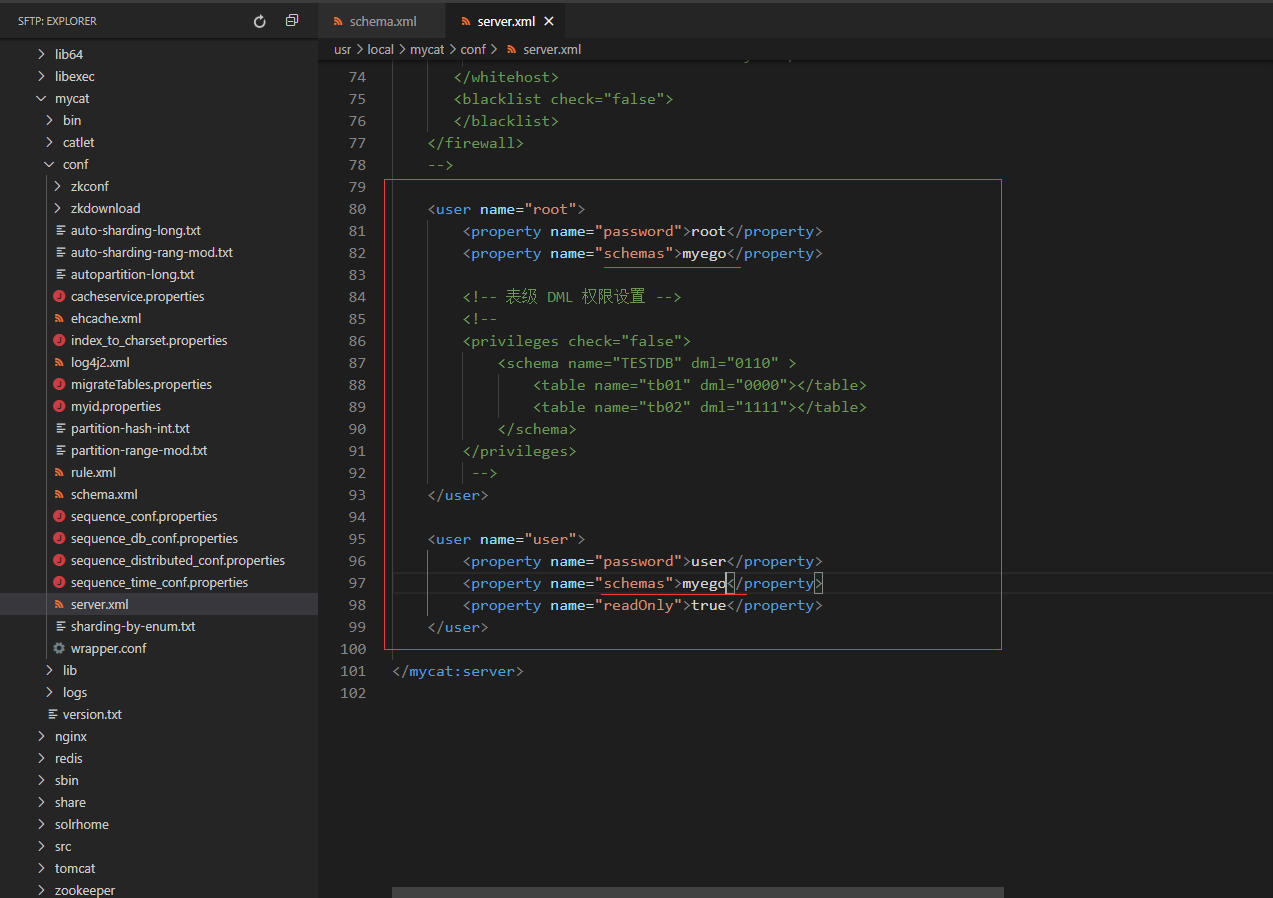 SFTP: EXPLORER
lib64
libexec
mycat
bin
catlet
conf
zkconf
zkdownload
auto-sharding-long.txt
auto-sharding-rang-mod.txt
autopartition-long.txt
cacheservice.properties
ehcache.xml
index_to_charset.properties
log4j2.xml
migrateTables.properties
myid.properties
partition-hash-int.txt
partition-range-mod.txt
rule.xml
schema.xml
sequence_conf.properties
sequence_db_conf.properties
sequence_distributed_conf.properties
sequence_time_conf.properties
server.xml
sharding-by-enum.txt
wrapper.conf
lib
logs
version.txt
nginx
redis
sbin
share
solrhome
src
tomcat
zookeeper
schema.xml server.xml
usr > local > mycat > conf > server.xml
74 </whitehost>
75 <blacklist check="false">
76 </blacklist>
77 </firewall>
78 -->
79
80 <user name="root">
81 <property name="password">root</property>
82 <property name="schemas">myego</property>
83
84 <!-- 表级 DML 权限设置 -->
85 <!--
86 <privileges check="false">
87 <schema name="TESTDB" dml="0110" >
88 <table name="tb01" dml="0000"></table>
89 <table name="tb02" dml="1111"></table>
90 </schema>
91 </privileges>
92 -->
93 </user>
94
95 <user name="user">
96 <property name="password">user</property>
97 <property name="schemas">myego</property>
98 <property name="readOnly">true</property>
99 </user>
100
101 </mycat:server>
102